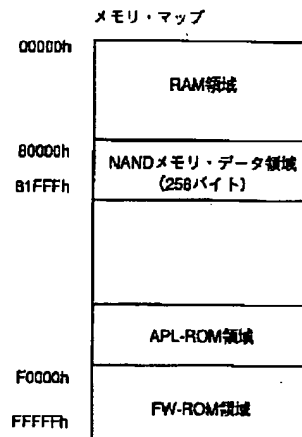 メモリ・マップ
00000h
RAM領域
80000h
NANDメモリ・データ領域
81FFFh
(256バイト)
APL-ROM領域
F0000h
FW-ROM領域
FFFFFh